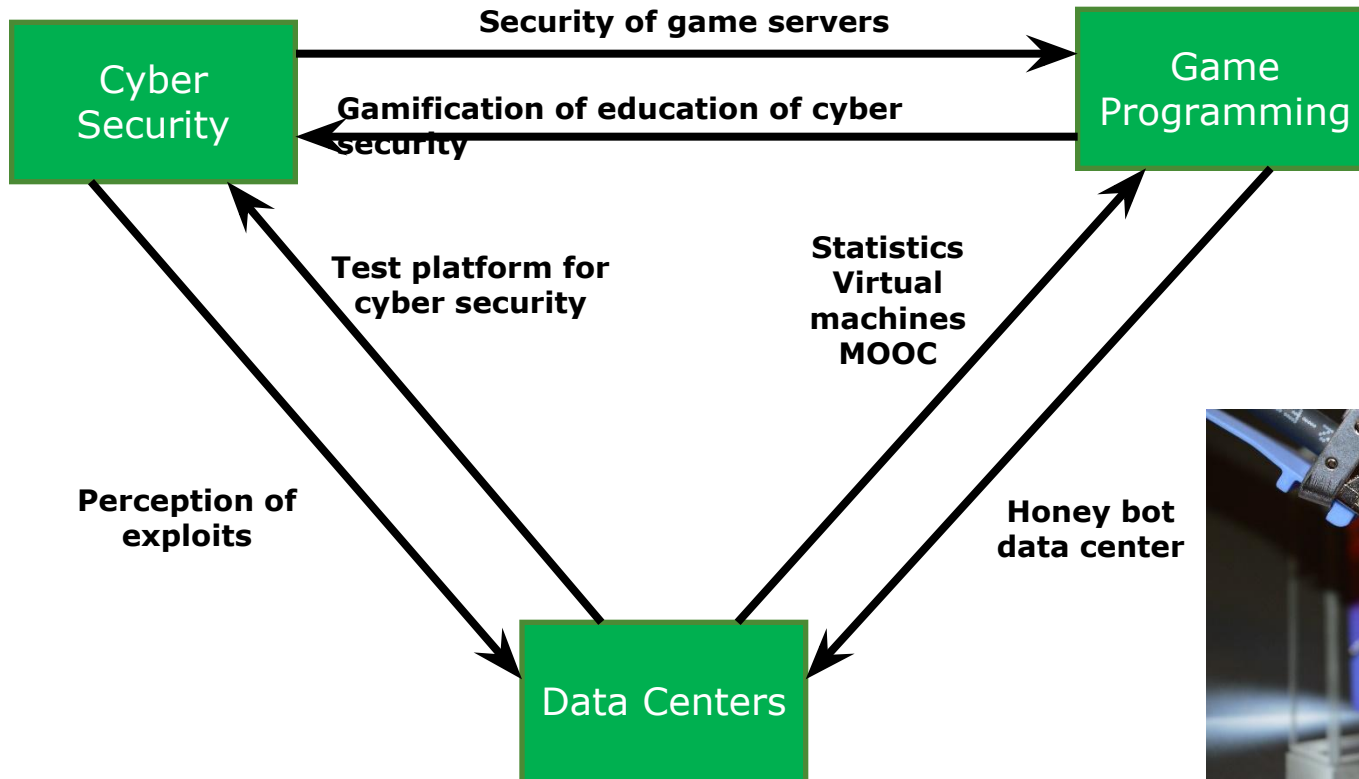 Security of game servers
Cyber
Security
Game
Programming
Gamification of education of cyber
security
Test platform for
cyber security
Statistics
Virtual
machines
MOOC
Perception of
exploits
Honey bot
data center
Data Centers